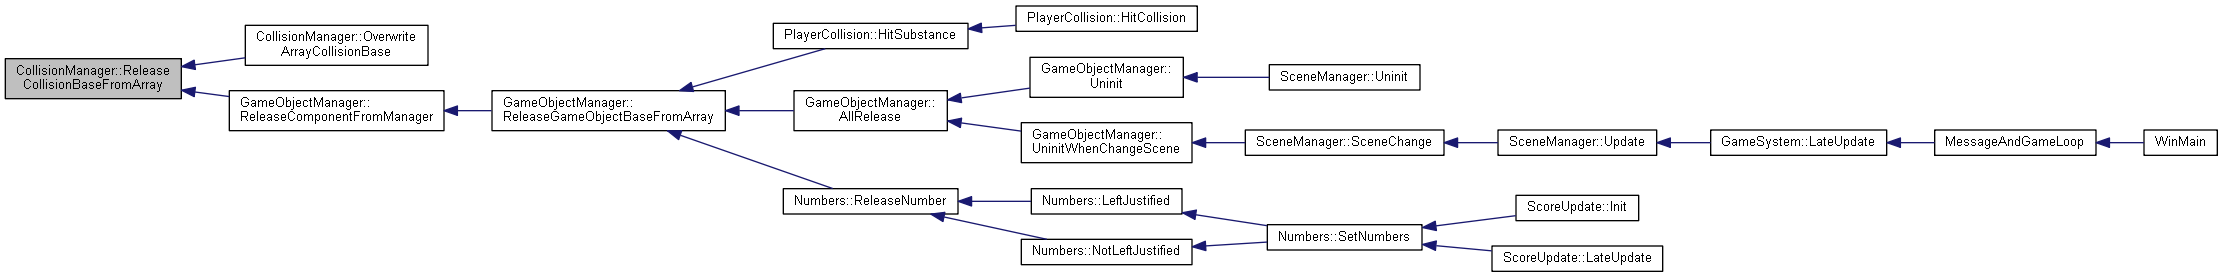 CollisionManager::Release
CollisionBaseFromArray
CollisionManager::Overwrite
ArrayCollisionBase
GameObjectManager::
ReleaseComponentFromManager
GameObjectManager::
ReleaseGameObjectBaseFromArray
PlayerCollision::HitSubstance
PlayerCollision::HitCollision
GameObjectManager::
AllRelease
GameObjectManager::
Uninit
SceneManager::Uninit
GameObjectManager::
UninitWhenChangeScene
SceneManager::SceneChange
SceneManager::Update
GameSystem::LateUpdate
MessageAndGameLoop
WinMain
Numbers::ReleaseNumber
Numbers::LeftJustified
Numbers::NotLeftJustified
Numbers::SetNumbers
ScoreUpdate::Init
ScoreUpdate::LateUpdate